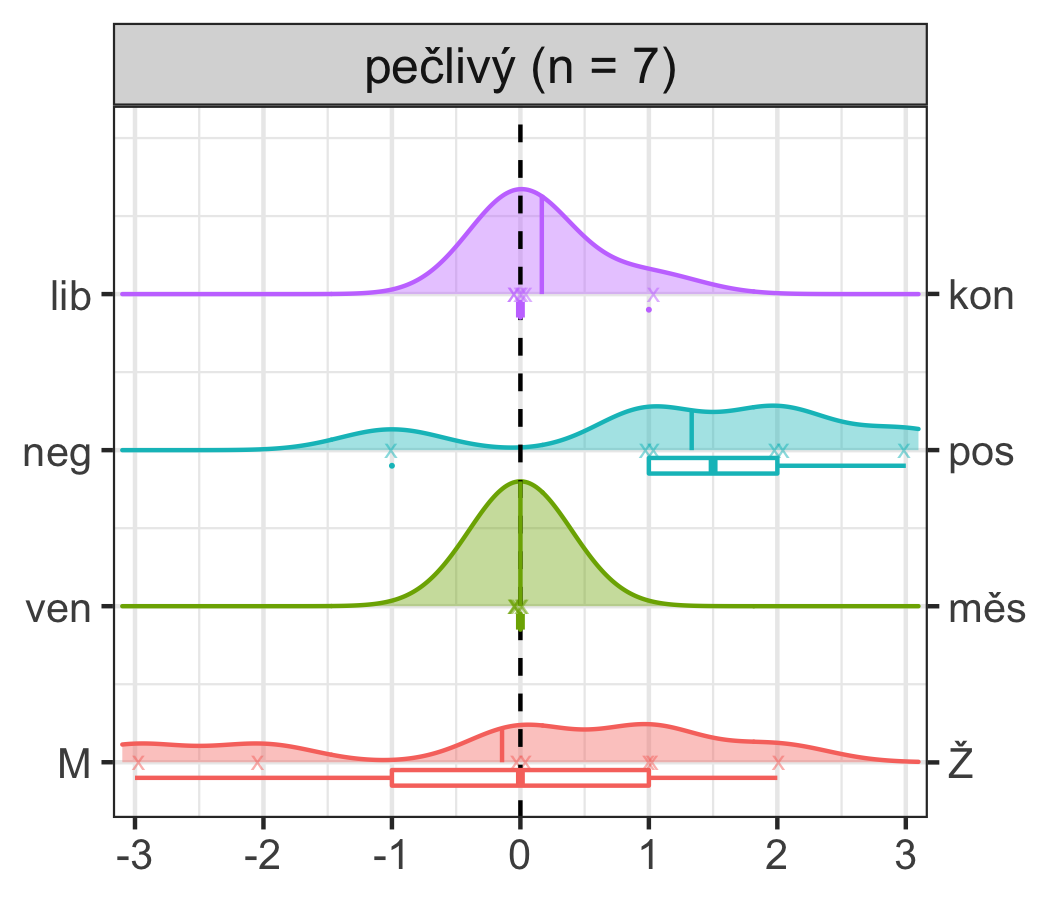 pečlivý (n = 7)
lib kon
neg pos
ven měs
M Ž
-3 -2 -1 0 1 2 3